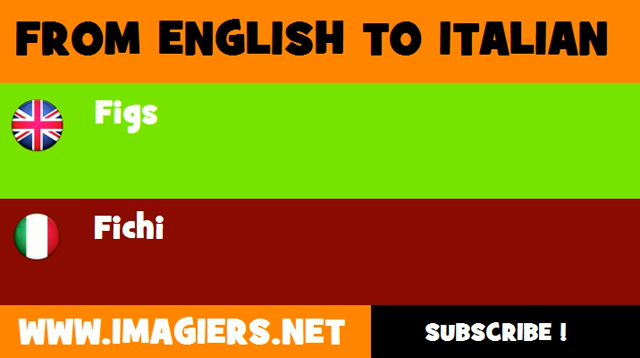 FROM ENGLISH TO ITALIAN
Figs
Fichi
WWW.IMAGIERS.NET
SUBSCRIBE !